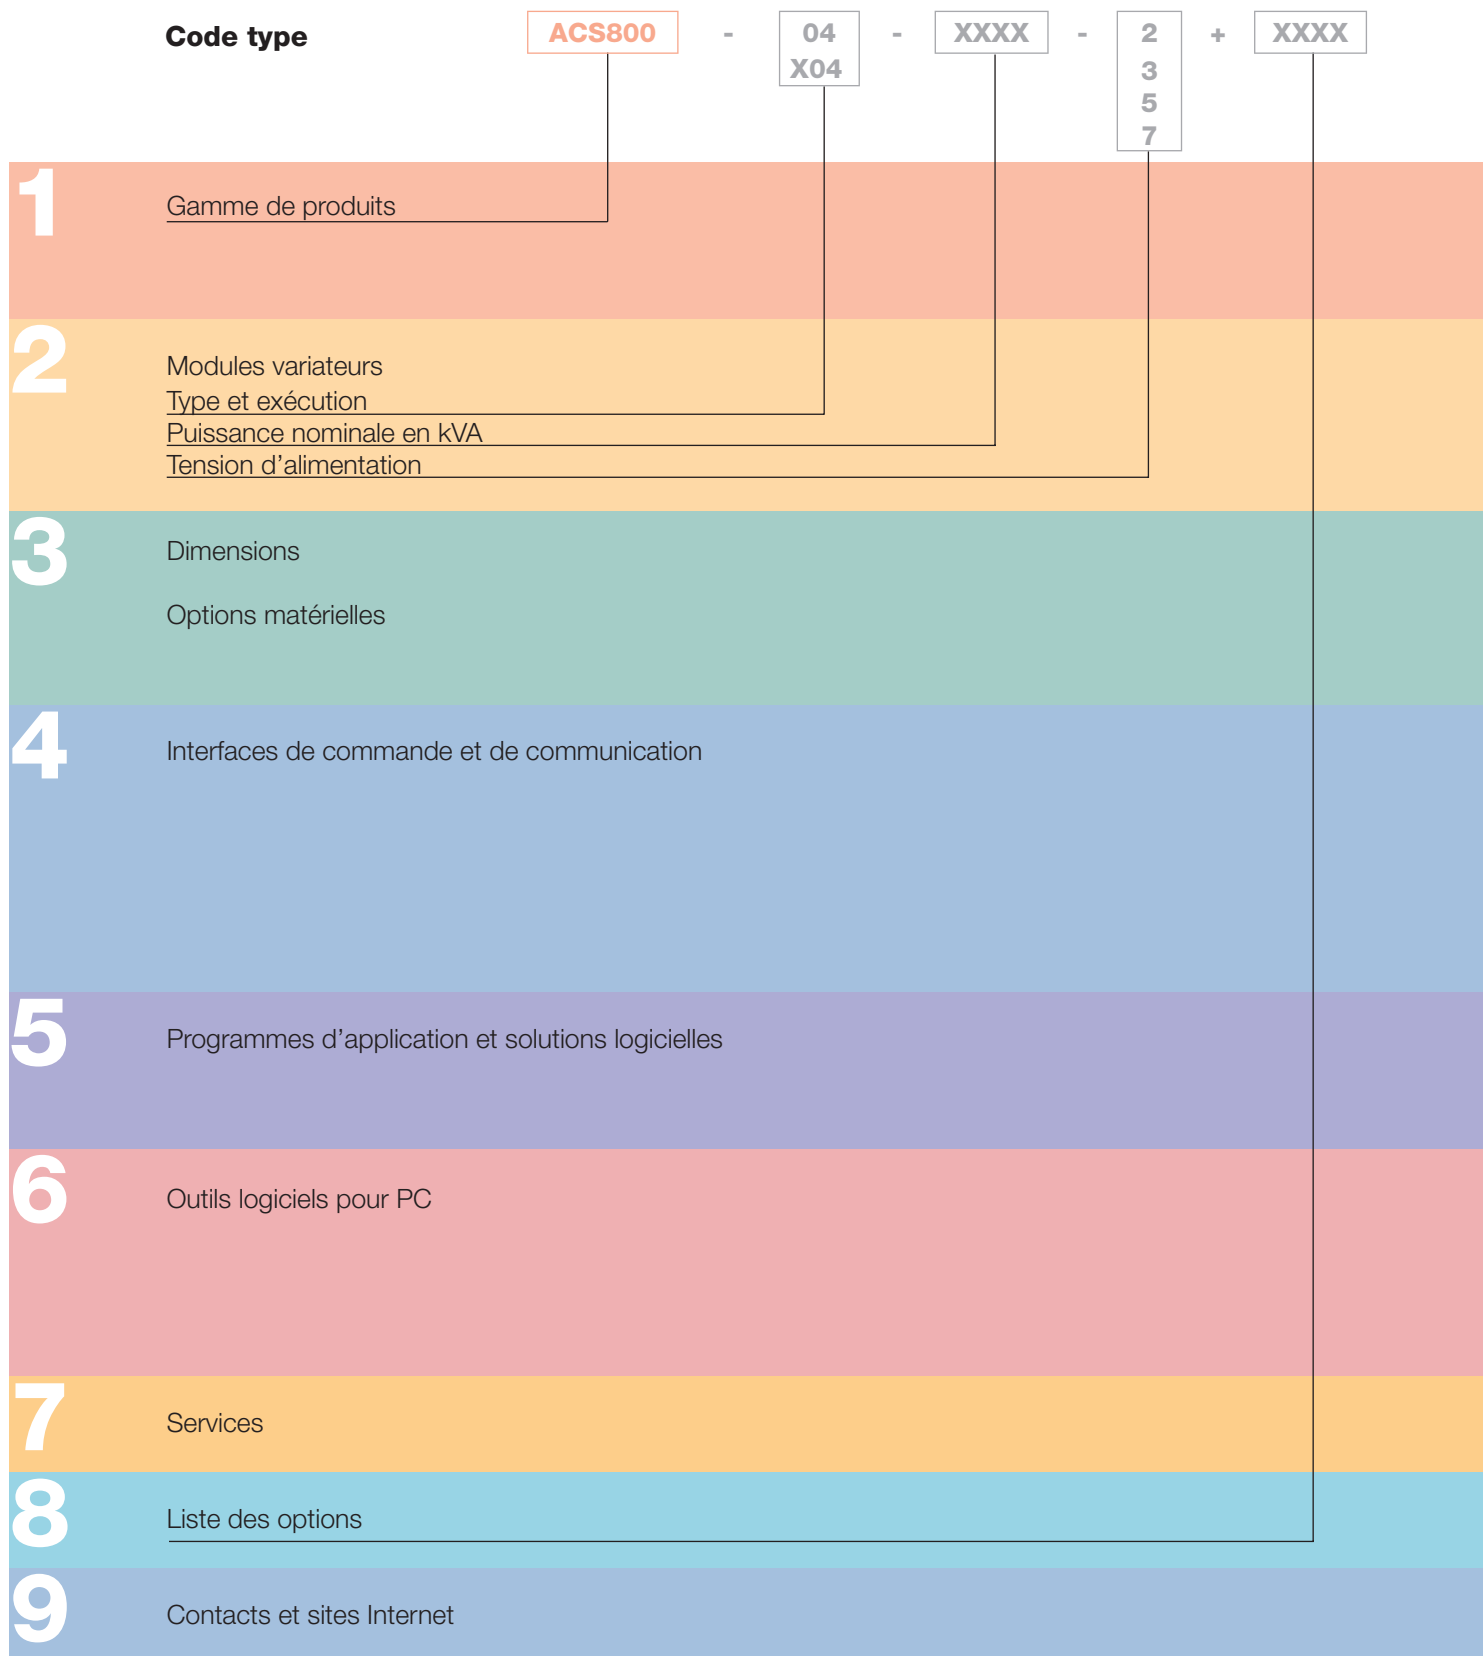 Code type ACS800 - 04 - XXXX - 2 + XXXX
X04 3
5
7
1
Gamme de produits
2
Modules variateurs
Type et exécution
Puissance nominale en kVA
Tension d’alimentation
3
Dimensions
Options matérielles
4
Interfaces de commande et de communication
5
Programmes d’application et solutions logicielles
6
Outils logiciels pour PC
7
Services
8
Liste des options
9
Contacts et sites Internet